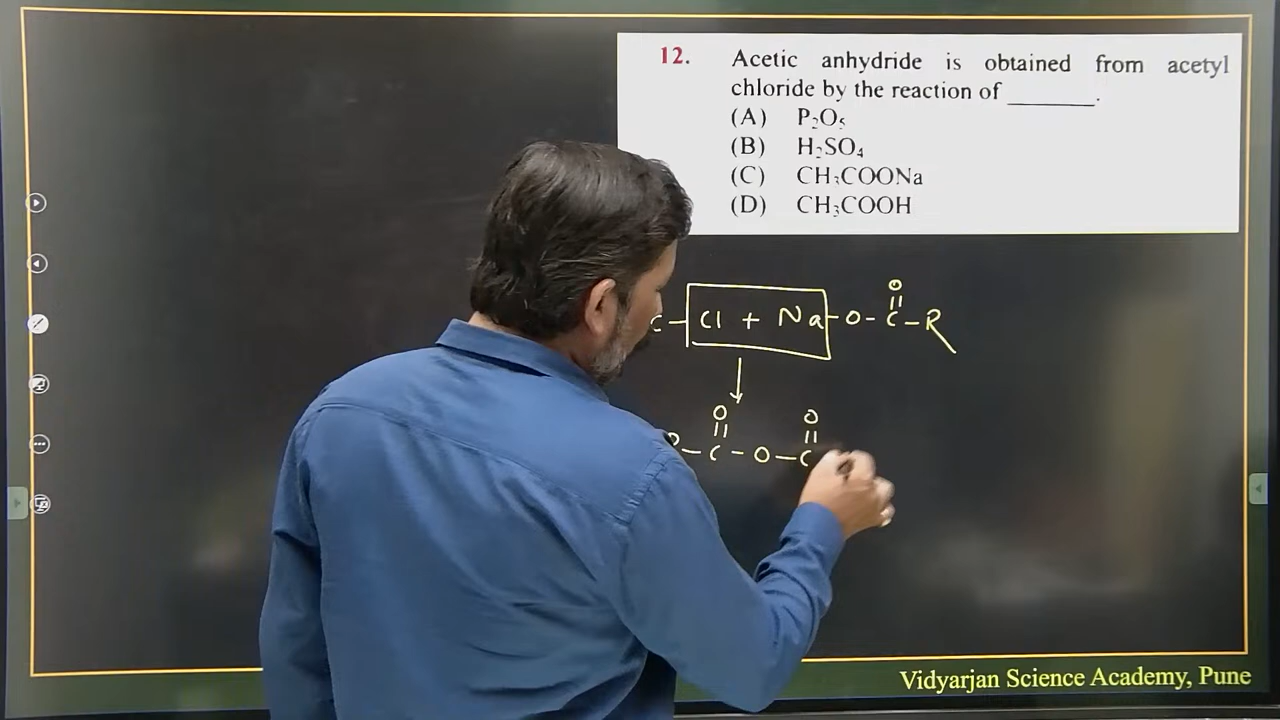 12. Acetic anhydride is obtained from acetyl
chloride by the reaction of ______.
(A) P₂O₅
(B) H₂SO₄
(C) CH₃COONa
(D) CH₃COOH
O
||
C – Cl + Na – O – C – R
O O
|| ||
– C – O – C
Vidyarjan Science Academy, Pune